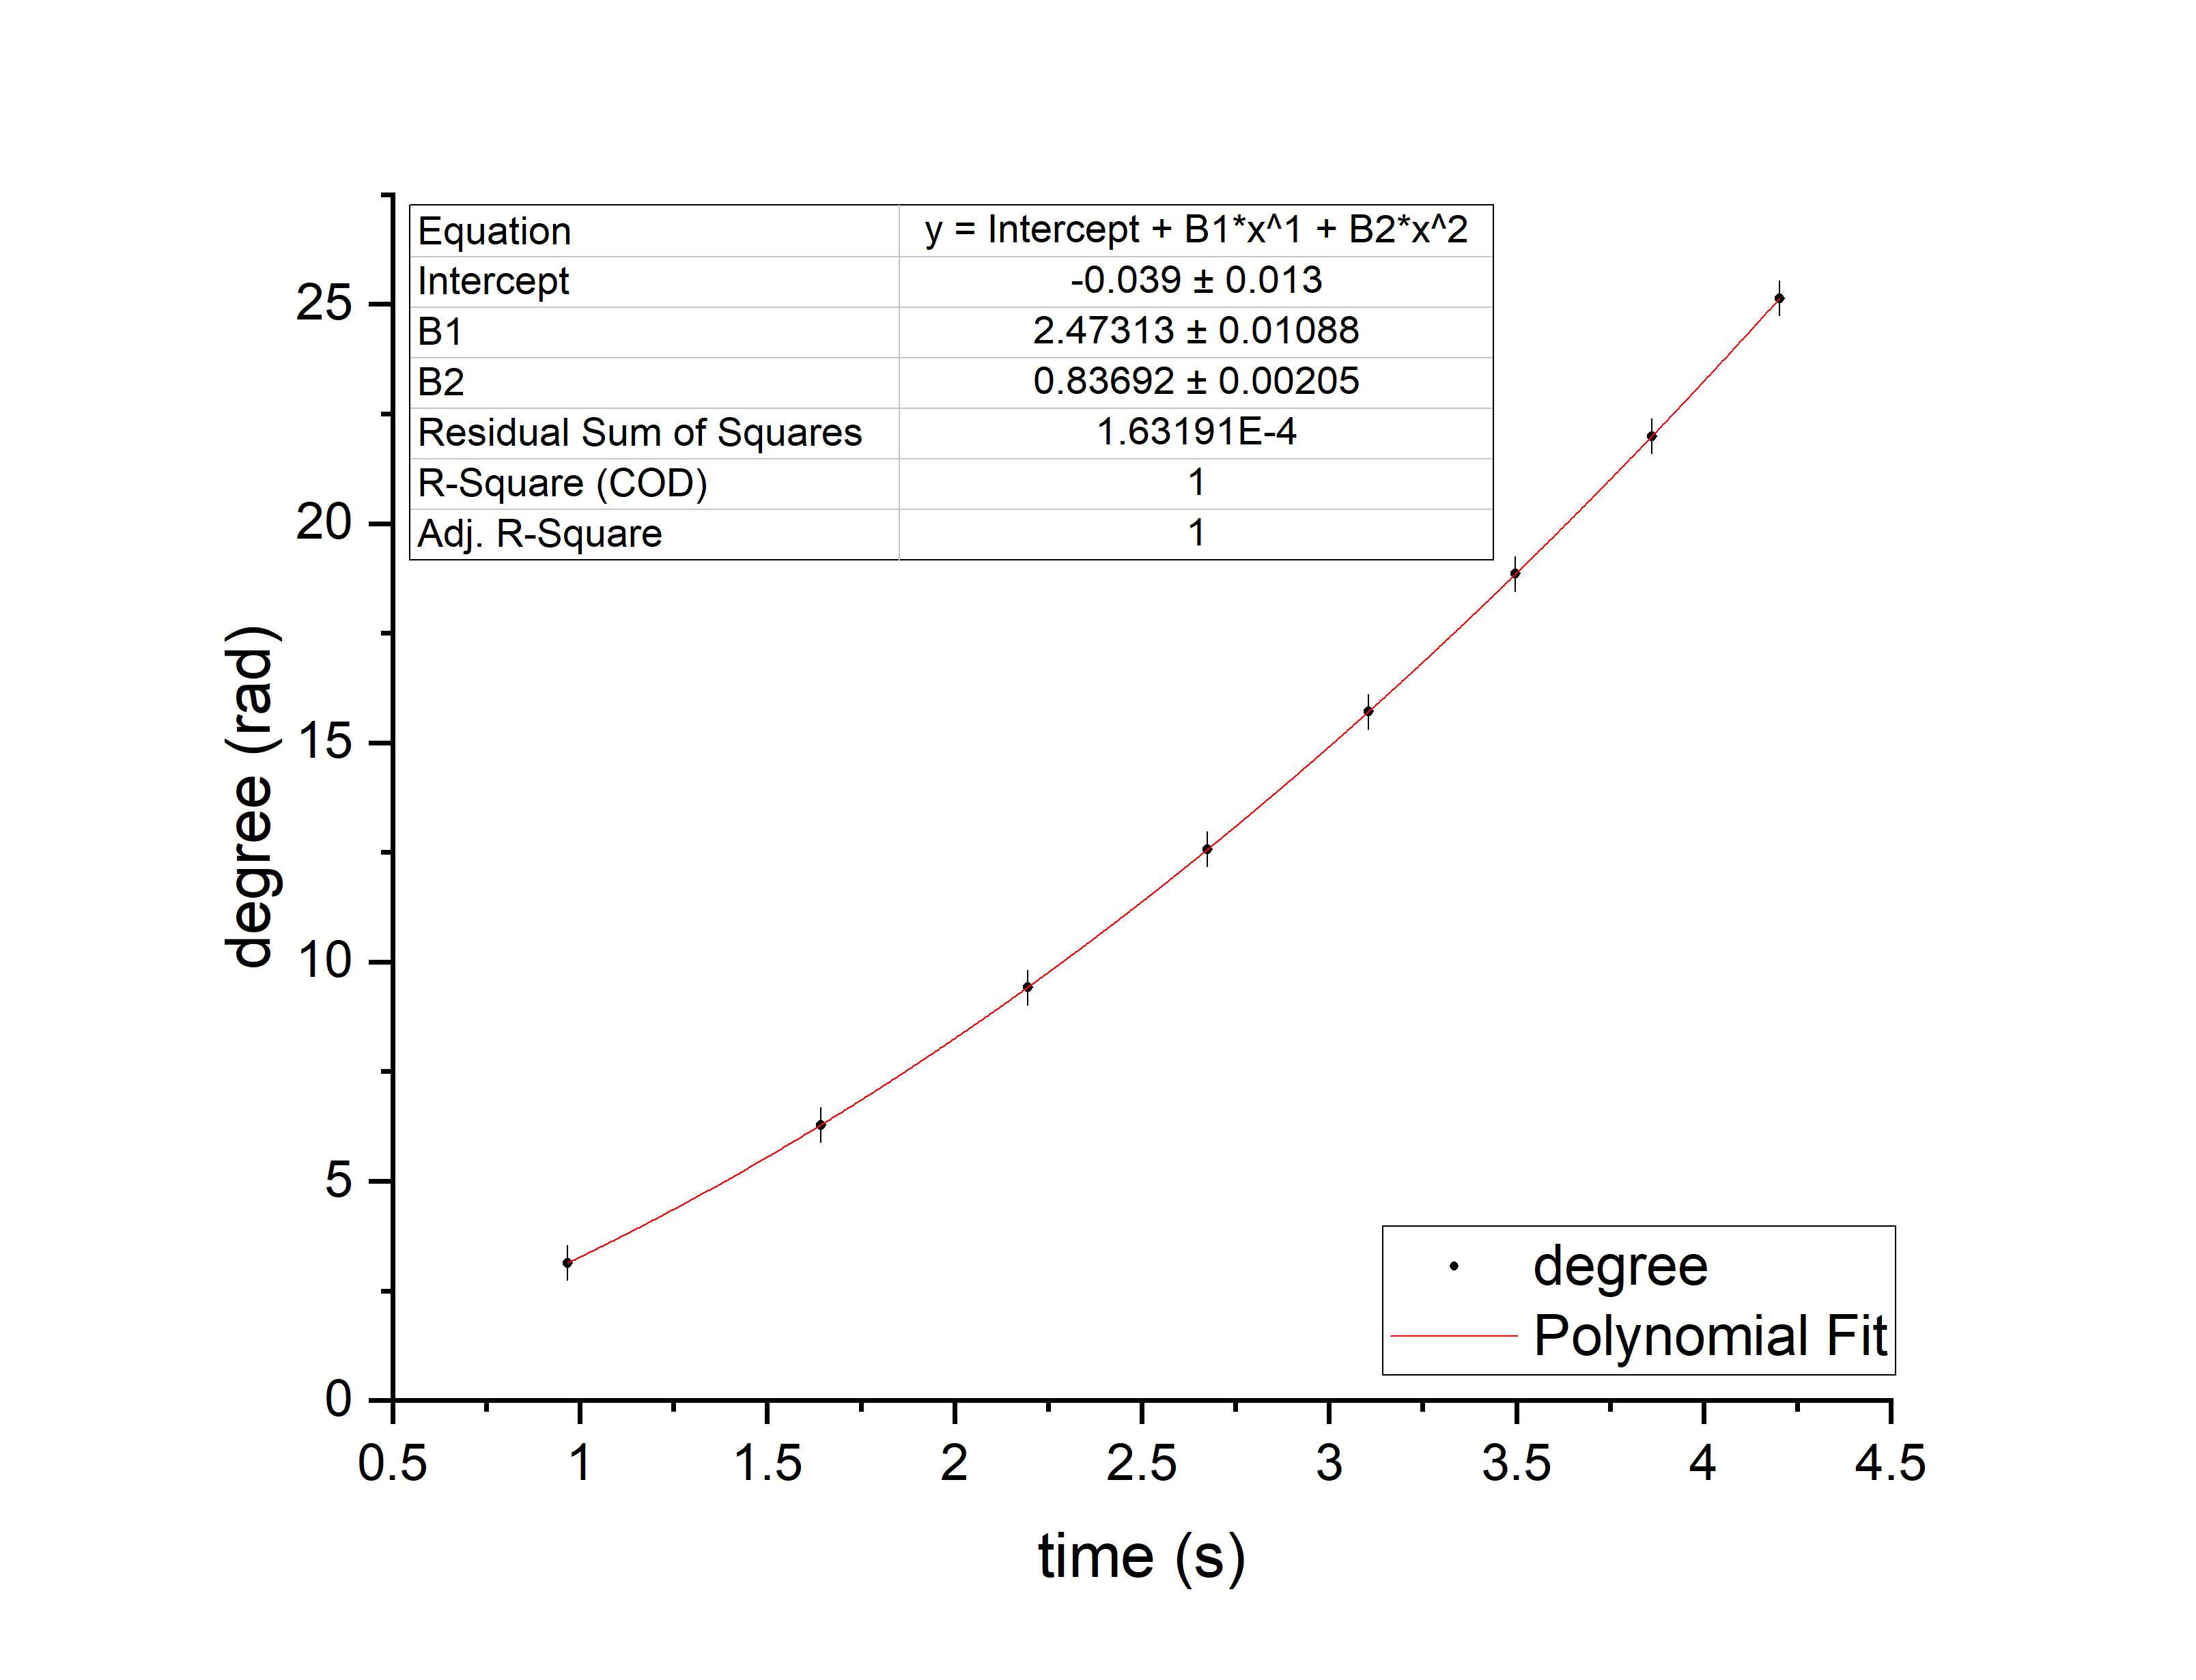 Equation y = Intercept + B1*x^1 + B2*x^2
Intercept -0.039 ± 0.013
B1 2.47313 ± 0.01088
B2 0.83692 ± 0.00205
Residual Sum of Squares 1.63191E-4
R-Square (COD) 1
Adj. R-Square 1
25
20
15
10
5
0
degree (rad)
degree
Polynomial Fit
0.5 1 1.5 2 2.5 3 3.5 4 4.5
time (s)